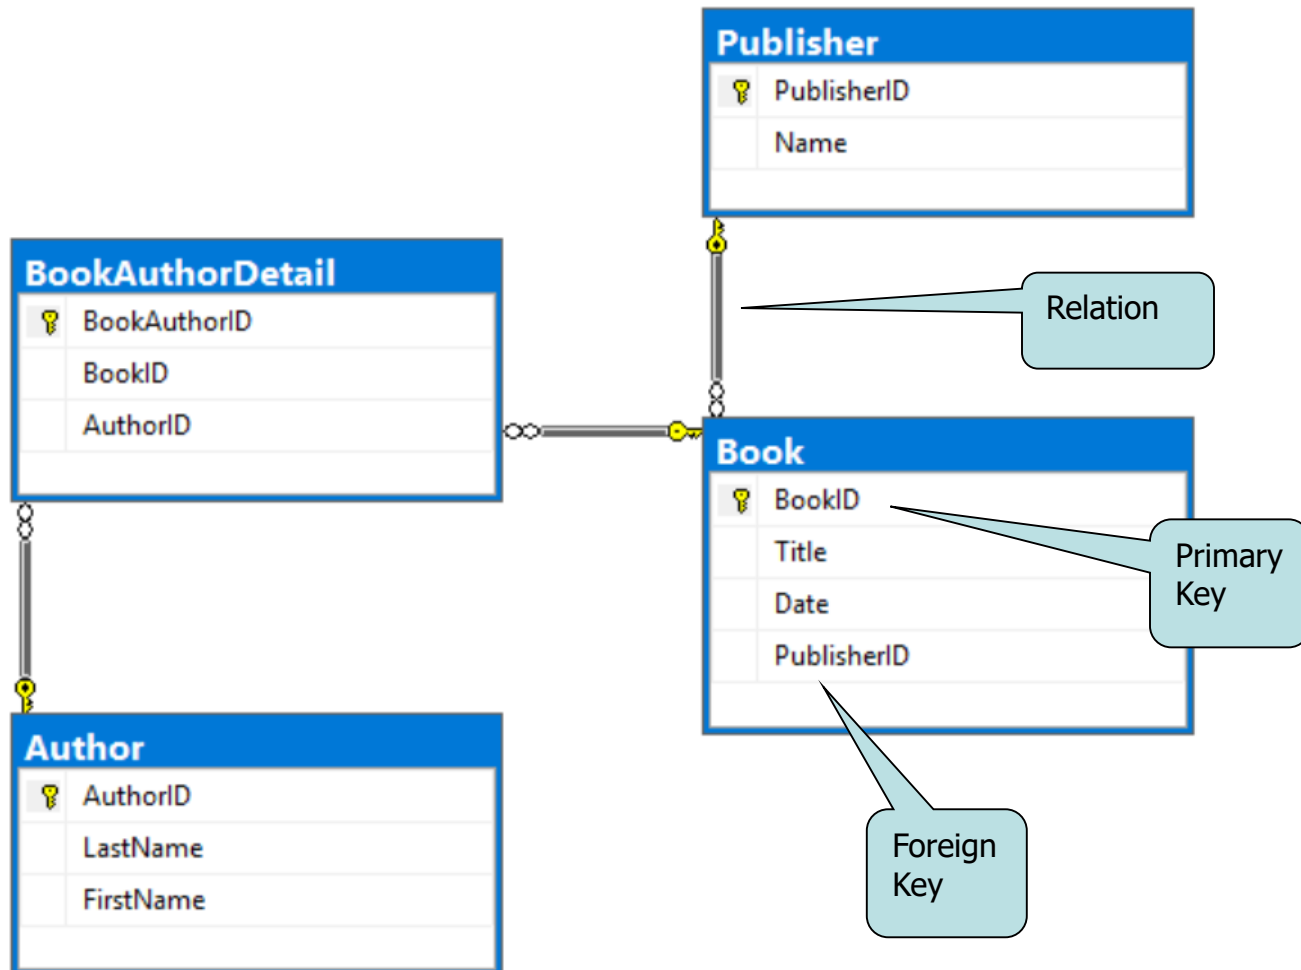 Publisher
PublisherID
Name
BookAuthorDetail
BookAuthorID
BookID
AuthorID
Relation
Book
BookID
Title
Date
PublisherID
Primary
Key
Foreign
Key
Author
AuthorID
LastName
FirstName